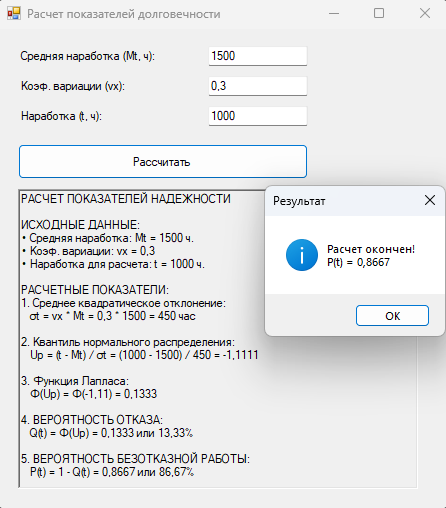 Расчет показателей долговечности
Средняя наработка (Mt, ч):
1500
Коэф. вариации (vx):
0,3
Наработка (t, ч):
1000
Рассчитать
РАСЧЕТ ПОКАЗАТЕЛЕЙ НАДЕЖНОСТИ
ИСХОДНЫЕ ДАННЫЕ:
• Средняя наработка: Mt = 1500 ч.
• Коэф. вариации: vx = 0,3
• Наработка для расчета: t = 1000 ч.
РАСЧЕТНЫЕ ПОКАЗАТЕЛИ:
1. Среднее квадратическое отклонение:
σt = vx * Mt = 0,3 * 1500 = 450 час
2. Квантиль нормального распределения:
Up = (t - Mt) / σt = (1000 - 1500) / 450 = -1,1111
3. Функция Лапласа:
Ф(Up) = Ф(-1,11) = 0,1333
4. ВЕРОЯТНОСТЬ ОТКАЗА:
Q(t) = Ф(Up) = 0,1333 или 13,33%
5. ВЕРОЯТНОСТЬ БЕЗОТКАЗНОЙ РАБОТЫ:
P(t) = 1 - Q(t) = 0,8667 или 86,67%
Результат
Расчет окончен!
P(t) = 0,8667
ОК